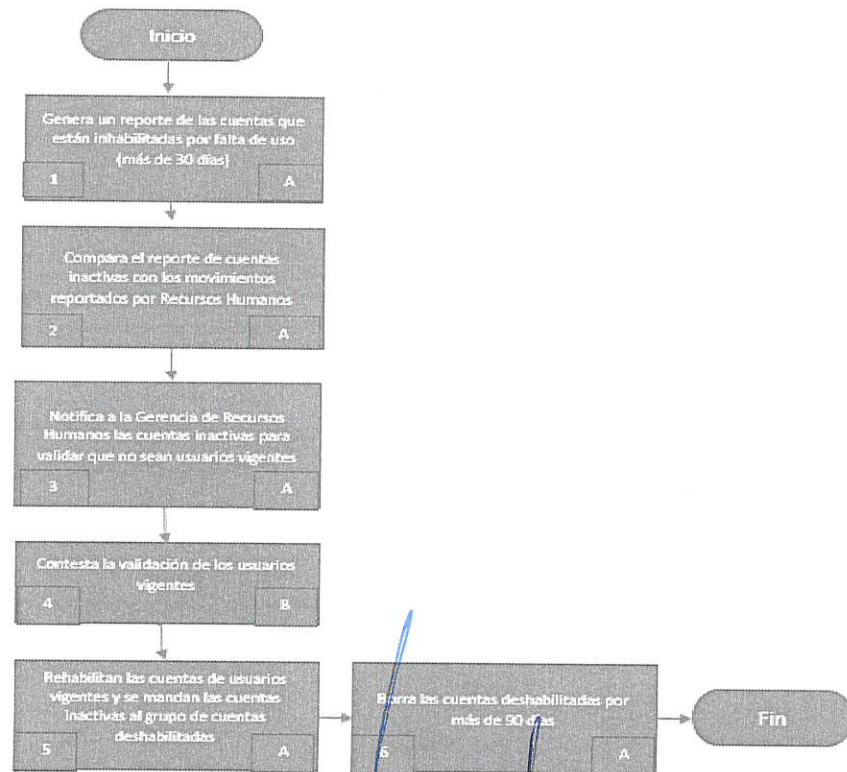 Inicio
Genera un reporte de las cuentas que
están inhabilitadas por falta de uso
(más de 30 días)
1 A
Compara el reporte de cuentas
inactivas con los movimientos
reportados por Recursos Humanos
2 A
Notifica a la Gerencia de Recursos
Humanos las cuentas inactivas para
validar que no sean usuarios vigentes
3 A
Contesta la validación de los usuarios
vigentes
4 B
Rehabilitan las cuentas de usuarios
vigentes y se mandan las cuentas
inactivas al grupo de cuentas
deshabilitadas
5 A
Borra las cuentas deshabilitadas por
más de 90 días
6 A
Fin